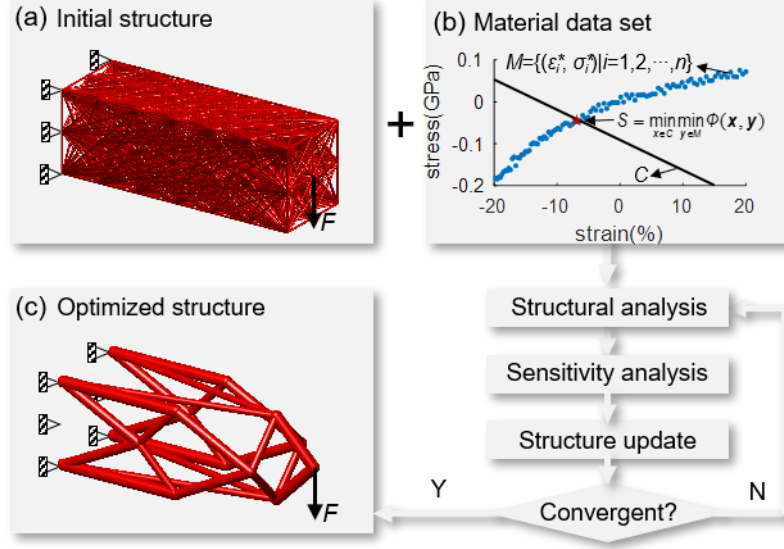 (a) Initial structure
F
(b) Material data set
M={(εᵢ*, σᵢ*)|i=1,2,⋯,n}
S = min min Φ(x, y)
x∈C y∈M
C
stress(GPa)
0.1
0
-0.1
-0.2
-20
-10
0
10
20
strain(%)
+
Structural analysis
Sensitivity analysis
Structure update
Convergent?
Y
N
(c) Optimized structure
F